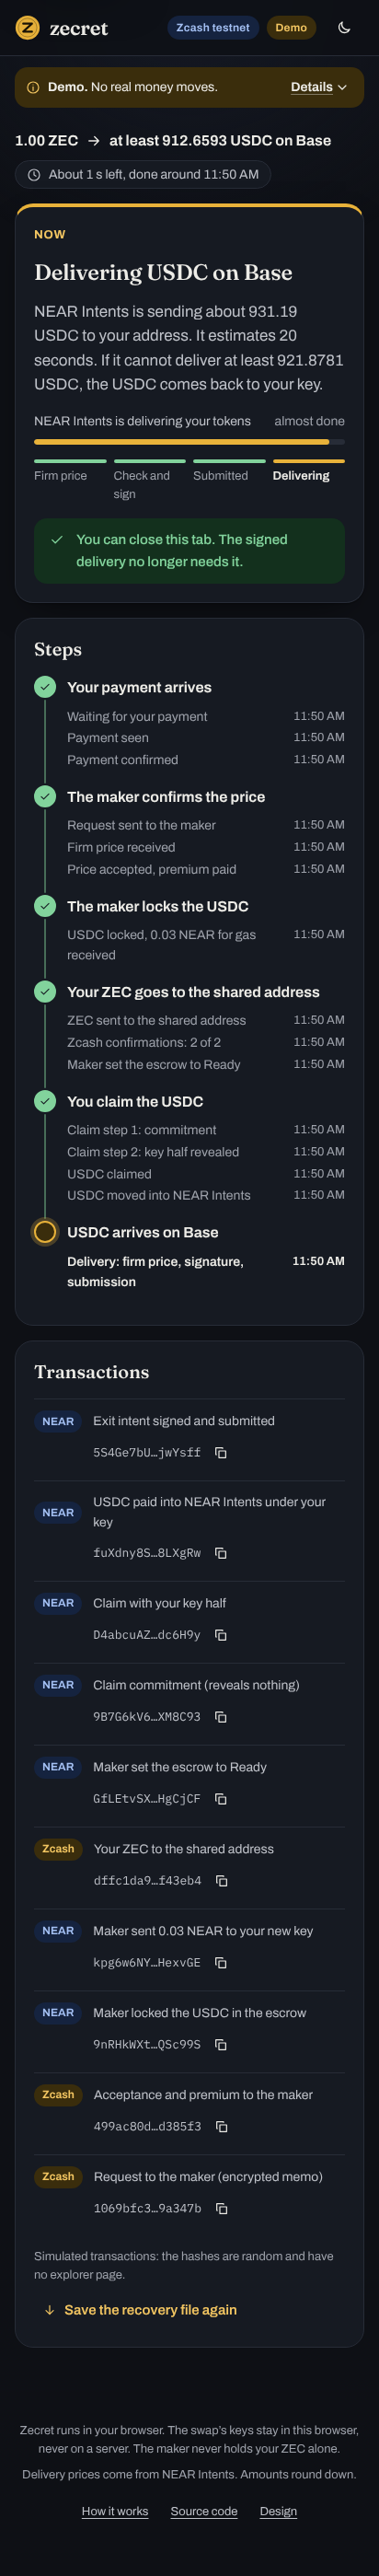 zecret
Zcash testnet
Demo
Demo. No real money moves.
Details
1.00 ZEC → at least 912.6593 USDC on Base
About 1 s left, done around 11:50 AM
NOW
Delivering USDC on Base
NEAR Intents is sending about 931.19
USDC to your address. It estimates 20
seconds. If it cannot deliver at least 921.8781
USDC, the USDC comes back to your key.
NEAR Intents is delivering your tokens almost done
Firm price
Check and
sign
Submitted
Delivering
You can close this tab. The signed
delivery no longer needs it.
Steps
Your payment arrives
Waiting for your payment 11:50 AM
Payment seen 11:50 AM
Payment confirmed 11:50 AM
The maker confirms the price
Request sent to the maker 11:50 AM
Firm price received 11:50 AM
Price accepted, premium paid 11:50 AM
The maker locks the USDC
USDC locked, 0.03 NEAR for gas 11:50 AM
received
Your ZEC goes to the shared address
ZEC sent to the shared address 11:50 AM
Zcash confirmations: 2 of 2 11:50 AM
Maker set the escrow to Ready 11:50 AM
You claim the USDC
Claim step 1: commitment 11:50 AM
Claim step 2: key half revealed 11:50 AM
USDC claimed 11:50 AM
USDC moved into NEAR Intents 11:50 AM
USDC arrives on Base
Delivery: firm price, signature, 11:50 AM
submission
Transactions
NEAR Exit intent signed and submitted
5S4Ge7bU…jwYsff
NEAR USDC paid into NEAR Intents under your
key
fuXdny8S…8LXgRw
NEAR Claim with your key half
D4abcuAZ…dc6H9y
NEAR Claim commitment (reveals nothing)
9B7G6kV6…XM8C93
NEAR Maker set the escrow to Ready
GfLEtvSX…HgCjCF
Zcash Your ZEC to the shared address
dffc1da9…f43eb4
NEAR Maker sent 0.03 NEAR to your new key
kpg6w6NY…HexvGE
NEAR Maker locked the USDC in the escrow
9nRHkWXt…QSc99S
Zcash Acceptance and premium to the maker
499ac80d…d385f3
Zcash Request to the maker (encrypted memo)
1069bfc3…9a347b
Simulated transactions: the hashes are random and have
no explorer page.
Save the recovery file again
Zecret runs in your browser. The swap's keys stay in this browser,
never on a server. The maker never holds your ZEC alone.
Delivery prices come from NEAR Intents. Amounts round down.
How it works Source code Design